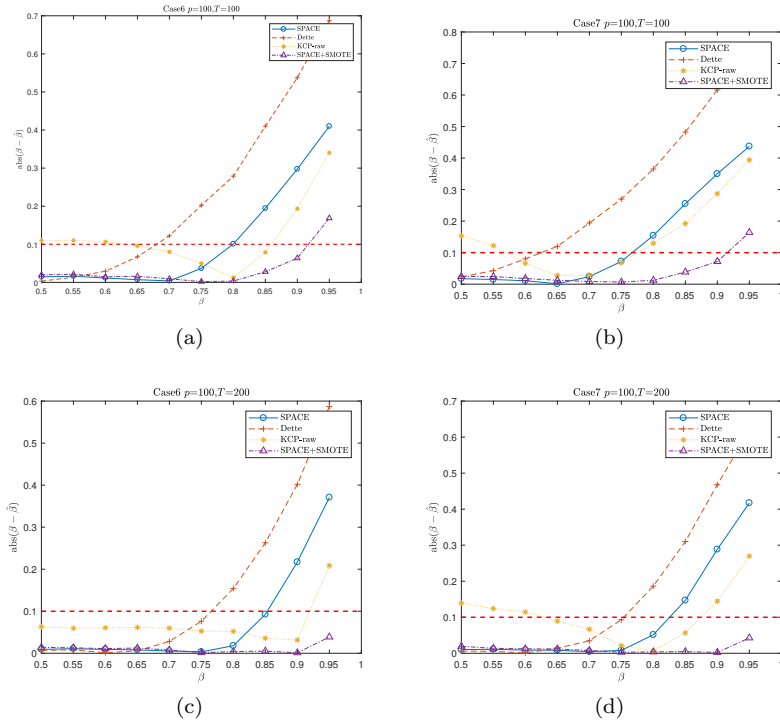 Case6 p=100,T=100
SPACE
Dette
KCP-raw
SPACE+SMOTE
abs(β − β̂)
0.7
0.6
0.5
0.4
0.3
0.2
0.1
0
0.5 0.55 0.6 0.65 0.7 0.75 0.8 0.85 0.9 0.95 1
β
(a)
Case7 p=100,T=100
SPACE
Dette
KCP-raw
SPACE+SMOTE
abs(β − β̂)
0.8
0.7
0.6
0.5
0.4
0.3
0.2
0.1
0
0.5 0.55 0.6 0.65 0.7 0.75 0.8 0.85 0.9 0.95 1
β
(b)
Case6 p=100,T=200
SPACE
Dette
KCP-raw
SPACE+SMOTE
abs(β − β̂)
0.6
0.5
0.4
0.3
0.2
0.1
0
0.5 0.55 0.6 0.65 0.7 0.75 0.8 0.85 0.9 0.95 1
β
(c)
Case7 p=100,T=200
SPACE
Dette
KCP-raw
SPACE+SMOTE
abs(β − β̂)
0.7
0.6
0.5
0.4
0.3
0.2
0.1
0
0.5 0.55 0.6 0.65 0.7 0.75 0.8 0.85 0.9 0.95 1
β
(d)